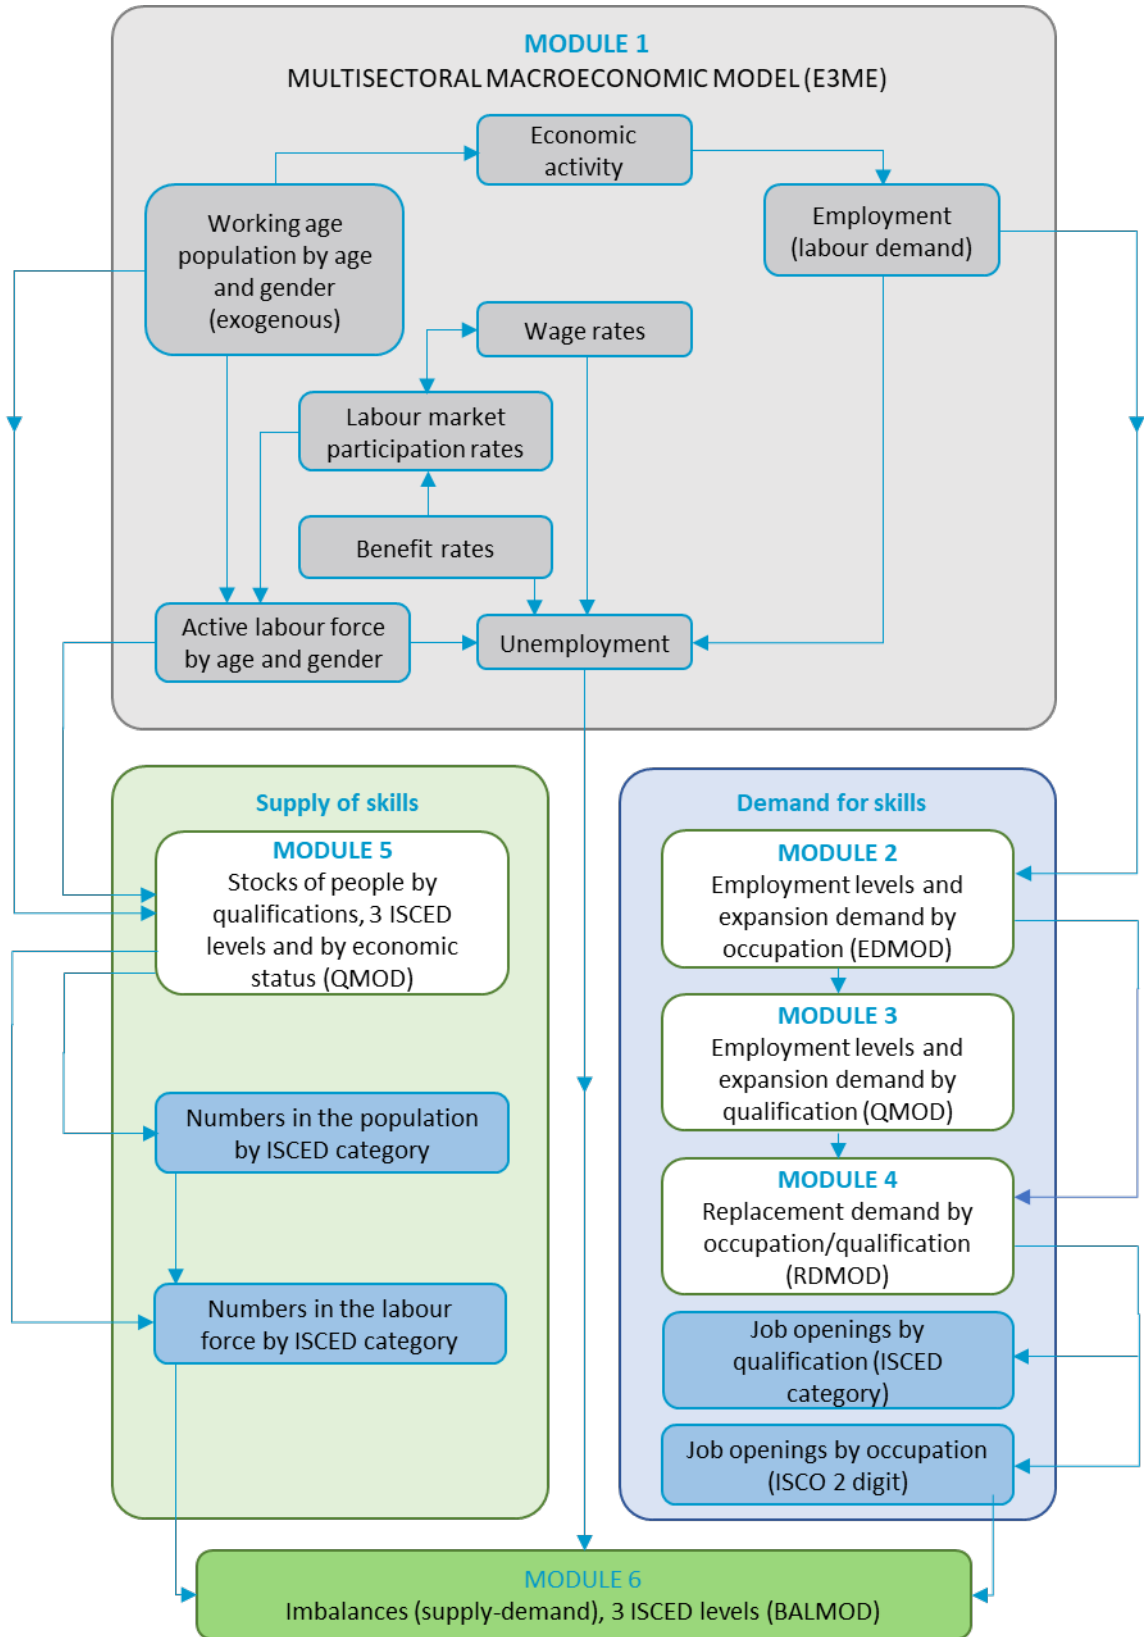 MODULE 1
MULTISECTORAL MACROECONOMIC MODEL (E3ME)
Economic
activity
Working age
population by age
and gender
(exogenous)
Employment
(labour demand)
Wage rates
Labour market
participation rates
Benefit rates
Active labour force
by age and gender
Unemployment
Supply of skills
MODULE 5
Stocks of people by
qualifications, 3 ISCED
levels and by economic
status (QMOD)
Numbers in the population
by ISCED category
Numbers in the labour
force by ISCED category
Demand for skills
MODULE 2
Employment levels and
expansion demand by
occupation (EDMOD)
MODULE 3
Employment levels and
expansion demand by
qualification (QMOD)
MODULE 4
Replacement demand by
occupation/qualification
(RDMOD)
Job openings by
qualification (ISCED
category)
Job openings by occupation
(ISCO 2 digit)
MODULE 6
Imbalances (supply-demand), 3 ISCED levels (BALMOD)